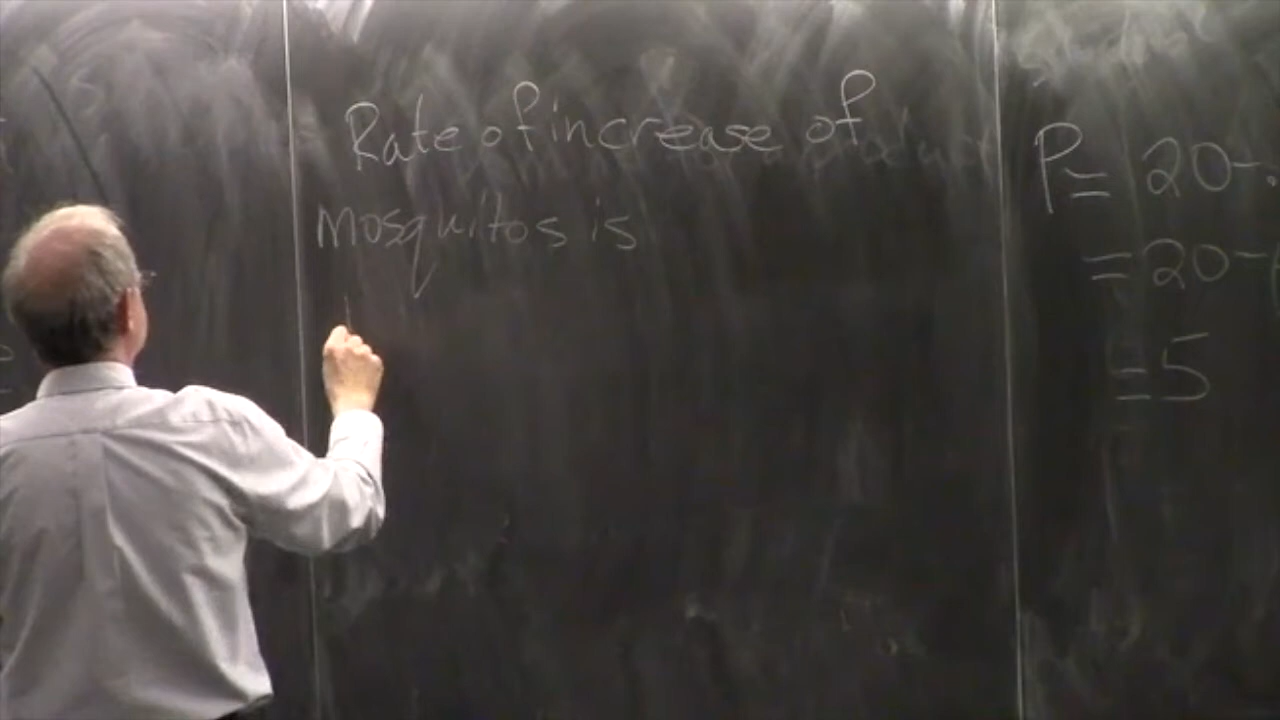 Rate of increase of
mosquitos is
P = 20 -
= 20 -
= 5